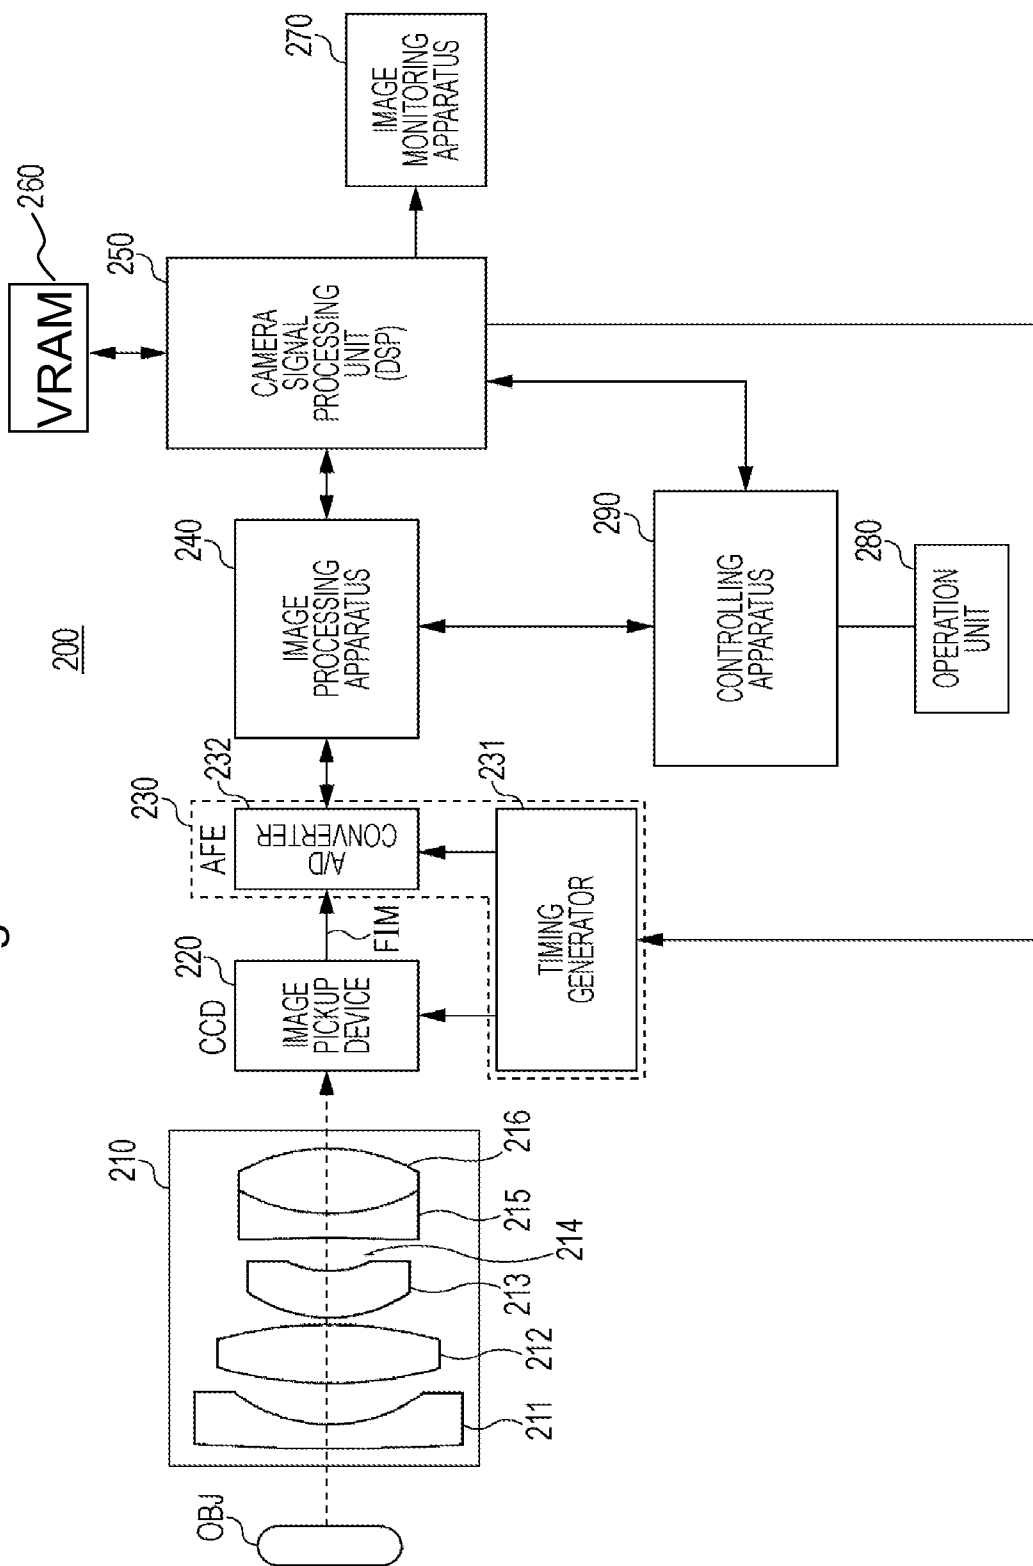 200
OBJ
210
211
212
213
214
215
216
CCD
220
IMAGE
PICKUP
DEVICE
FIM
230
AFE
232
A/D
CONVERTER
231
TIMING
GENERATOR
240
IMAGE
PROCESSING
APPARATUS
250
CAMERA
SIGNAL
PROCESSING
UNIT
(DSP)
VRAM
260
270
IMAGE
MONITORING
APPARATUS
290
CONTROLLING
APPARATUS
280
OPERATION
UNIT